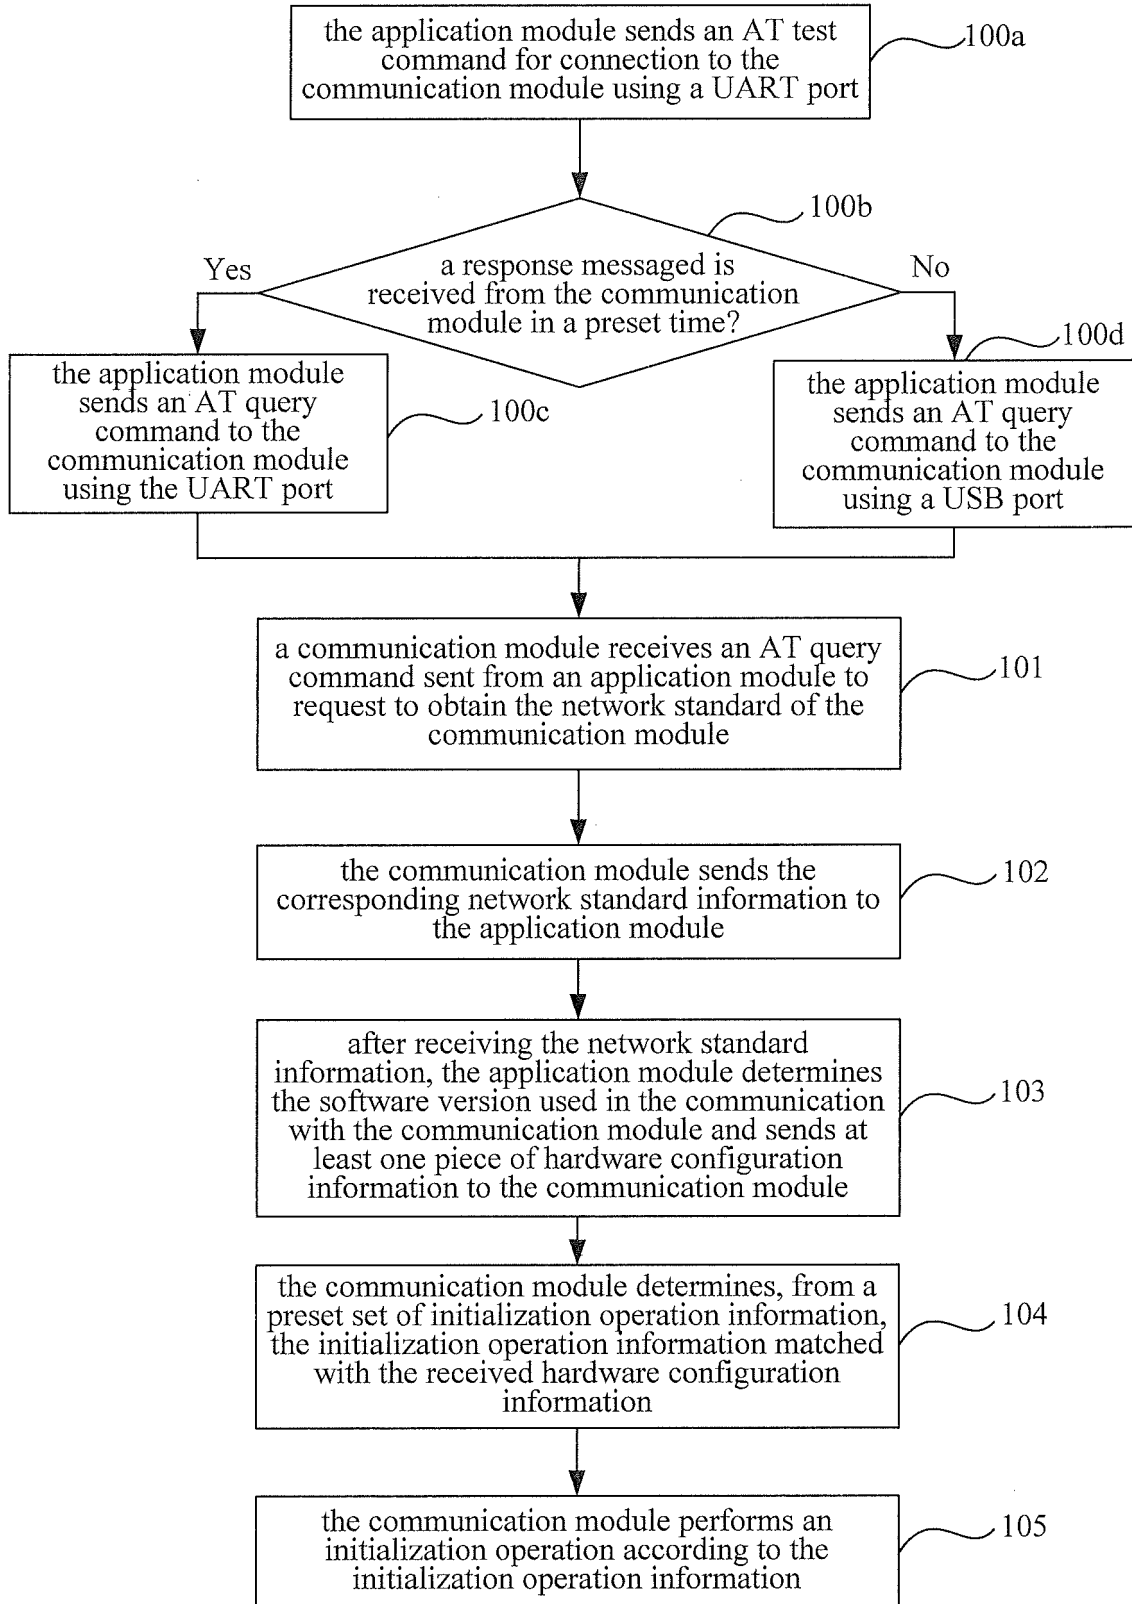 the application module sends an AT test
command for connection to the
communication module using a UART port
100a
100b
Yes
a response messaged is
received from the communication
module in a preset time?
No
the application module
sends an AT query
command to the
communication module
using the UART port
100c
100d
the application module
sends an AT query
command to the
communication module
using a USB port
a communication module receives an AT query
command sent from an application module to
request to obtain the network standard of the
communication module
101
the communication module sends the
corresponding network standard information to
the application module
102
after receiving the network standard
information, the application module determines
the software version used in the communication
with the communication module and sends at
least one piece of hardware configuration
information to the communication module
103
the communication module determines, from a
preset set of initialization operation information,
the initialization operation information matched
with the received hardware configuration
information
104
the communication module performs an
initialization operation according to the
initialization operation information
105